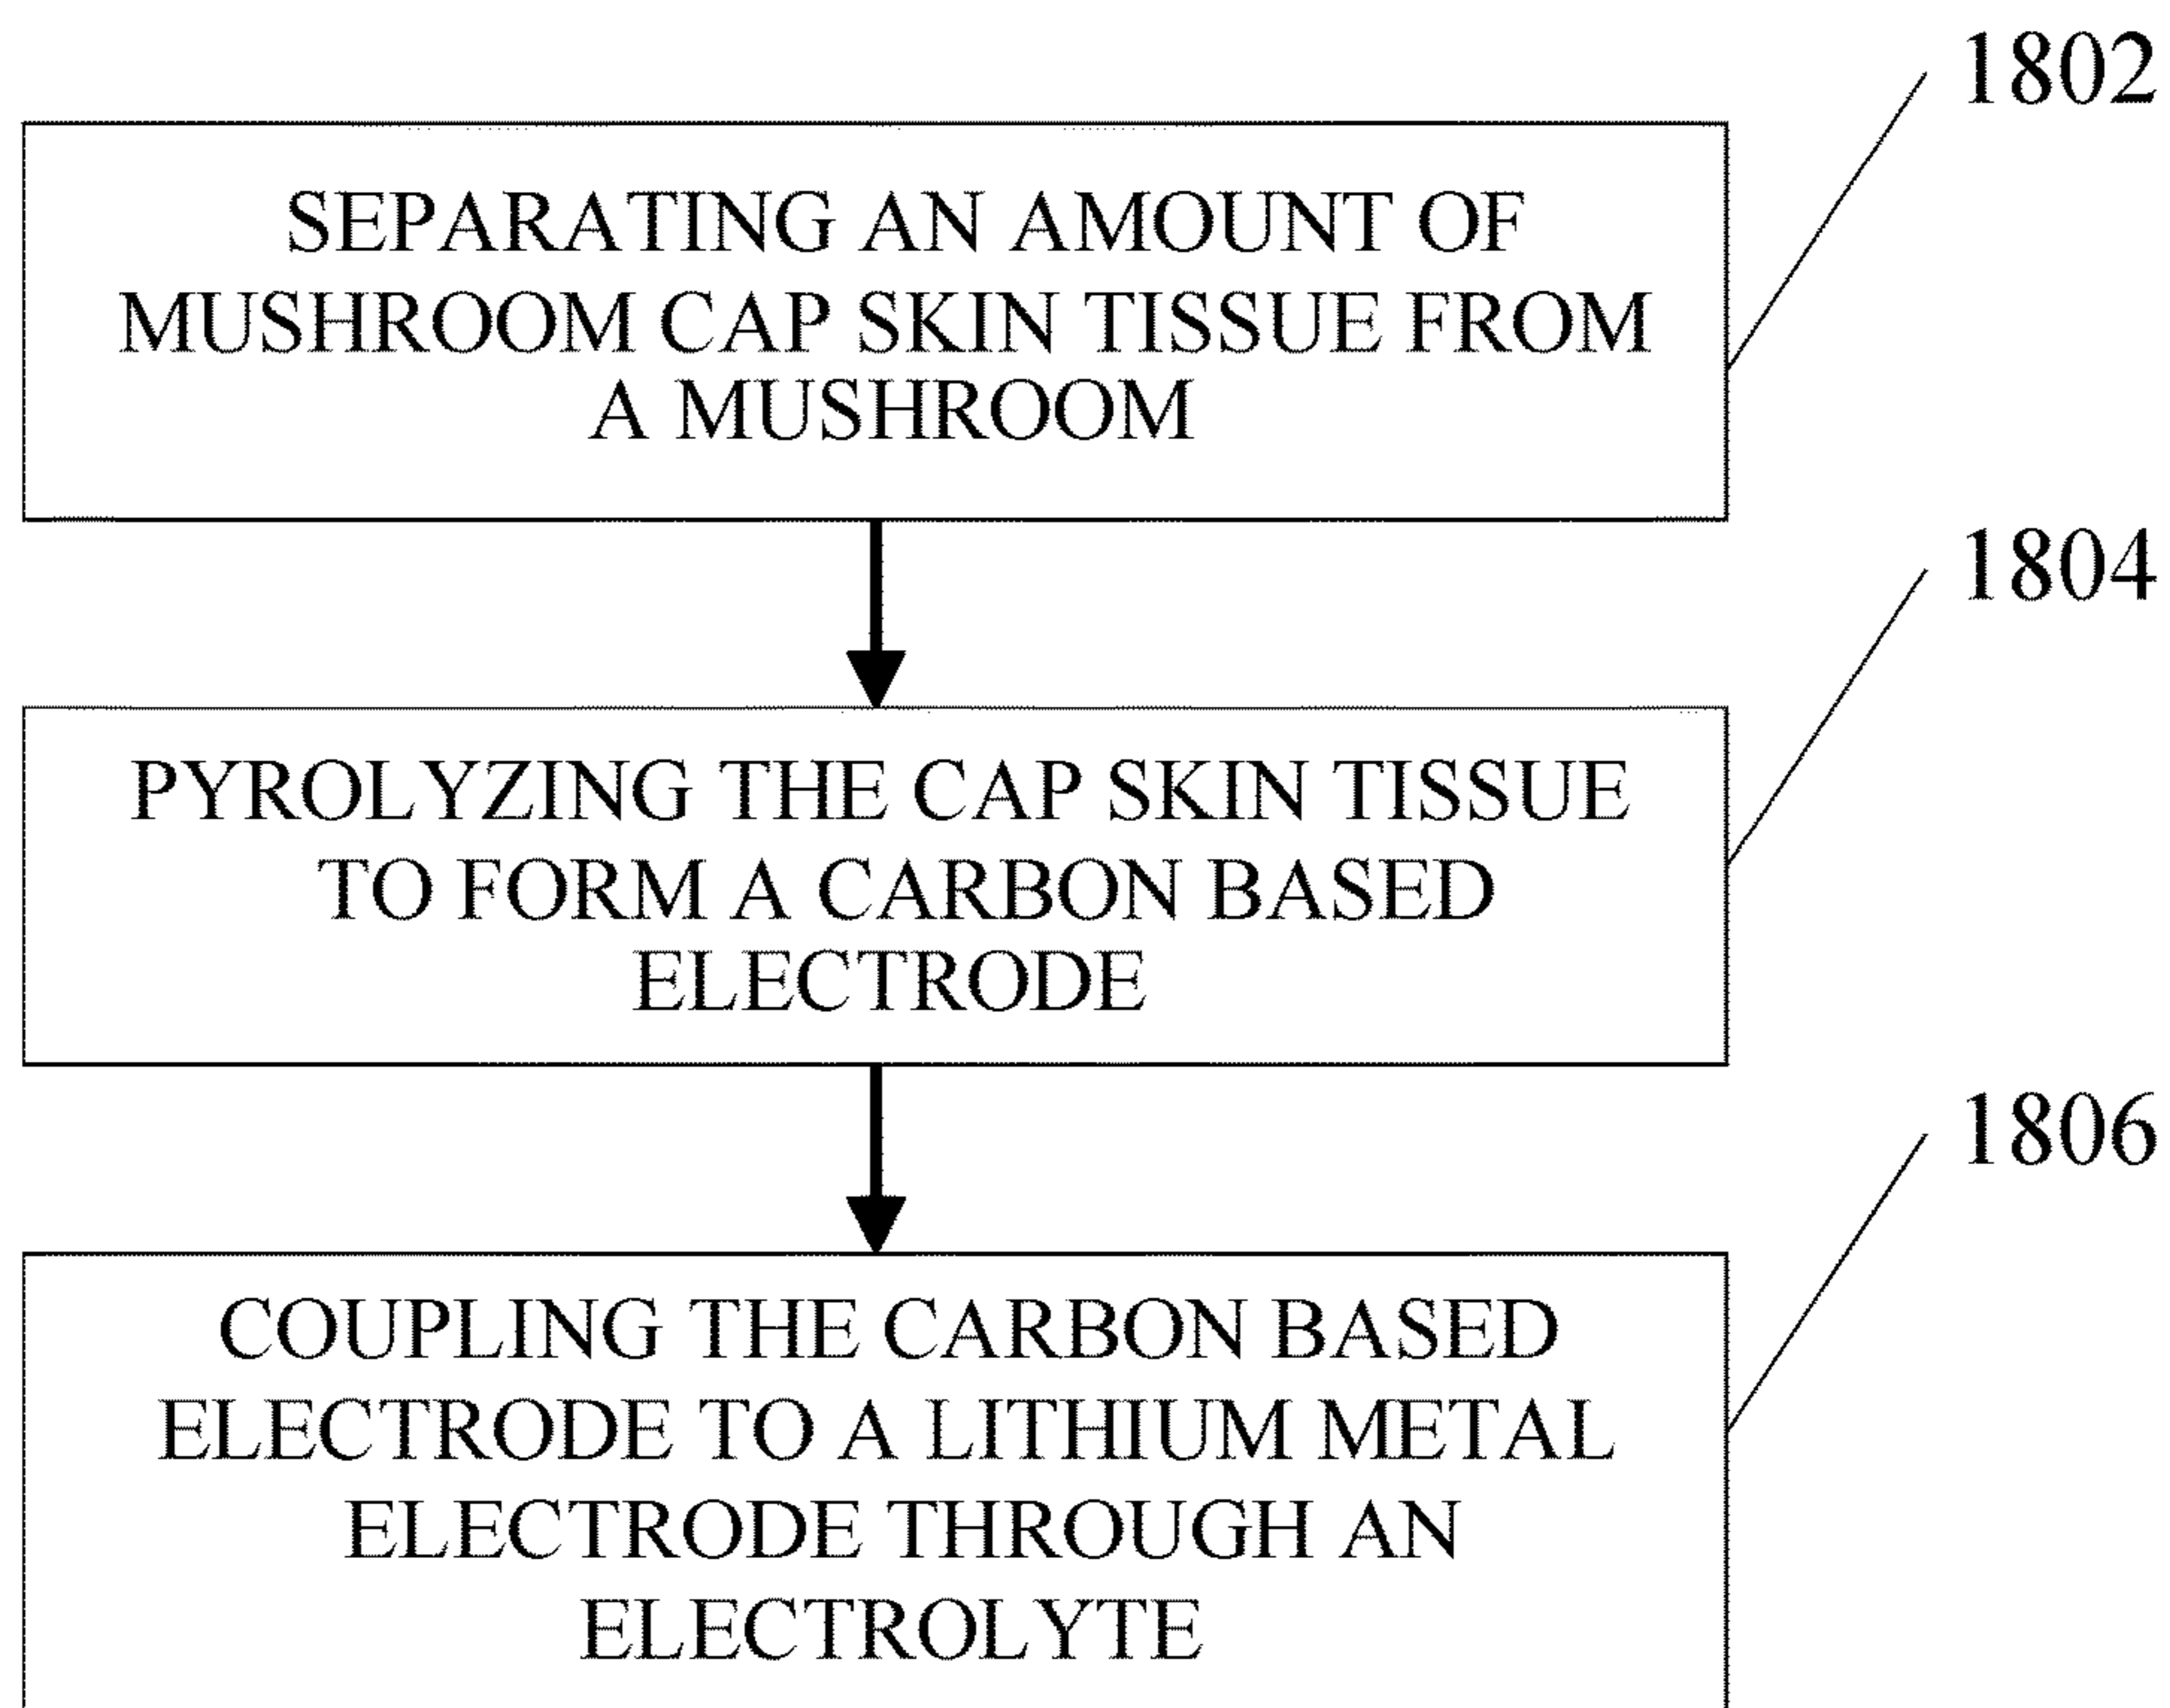 1802
SEPARATING AN AMOUNT OF
MUSHROOM CAP SKIN TISSUE FROM
A MUSHROOM
1804
PYROLYZING THE CAP SKIN TISSUE
TO FORM A CARBON BASED
ELECTRODE
1806
COUPLING THE CARBON BASED
ELECTRODE TO A LITHIUM METAL
ELECTRODE THROUGH AN
ELECTROLYTE